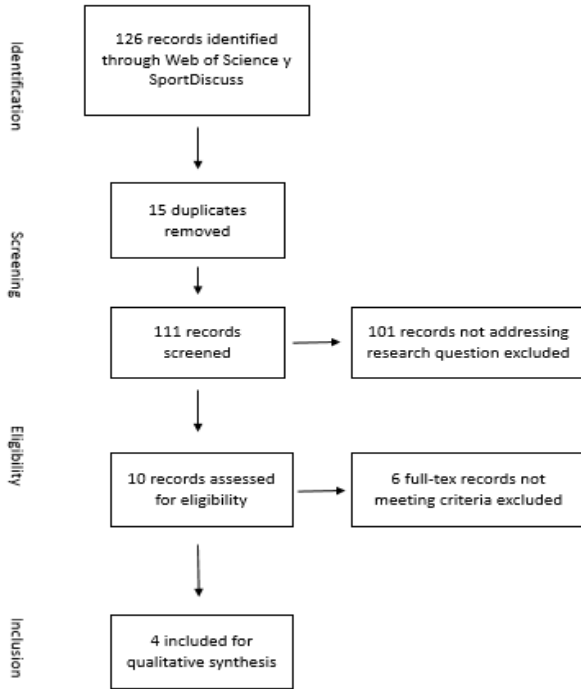 Identification
126 records identified
through Web of Science y
SportDiscuss
Screening
15 duplicates
removed
111 records
screened
101 records not addressing
research question excluded
Eligibility
10 records assessed
for eligibility
6 full-tex records not
meeting criteria excluded
Inclusion
4 included for
qualitative synthesis